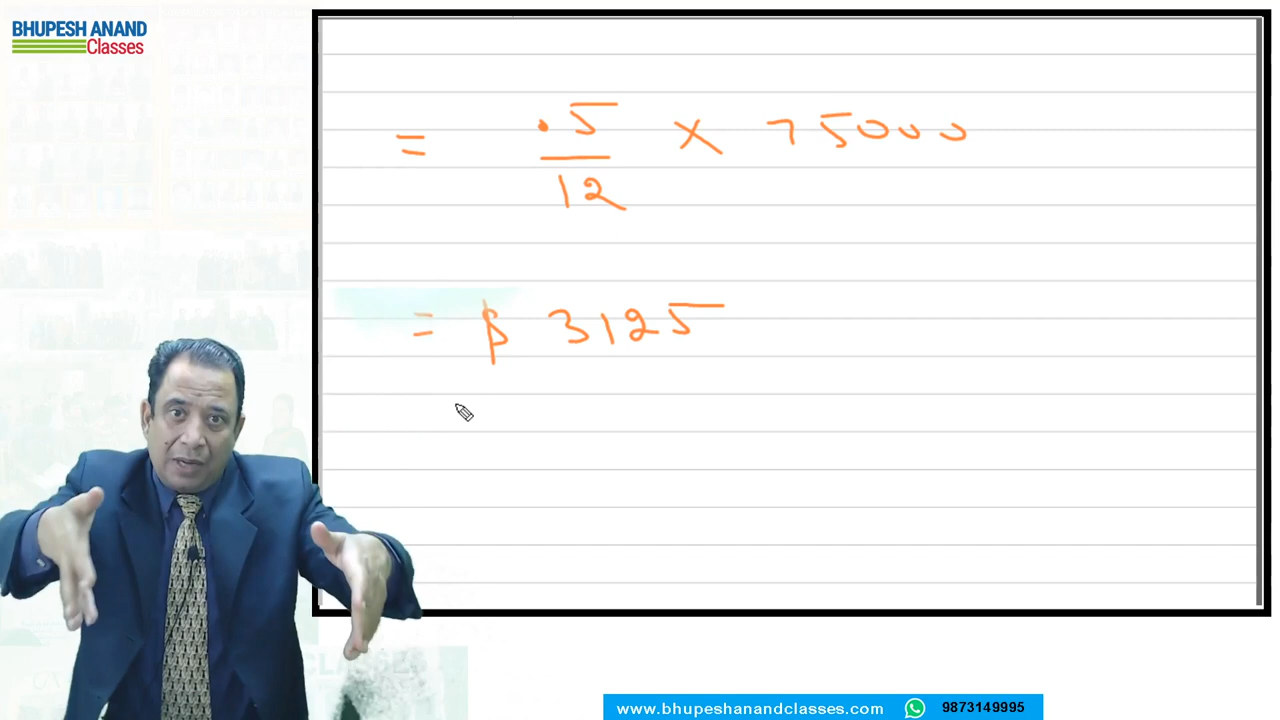 BHUPESH ANAND
Classes
= .5/12 × 75000
= $ 3125
www.bhupeshanandclasses.com 9873149995